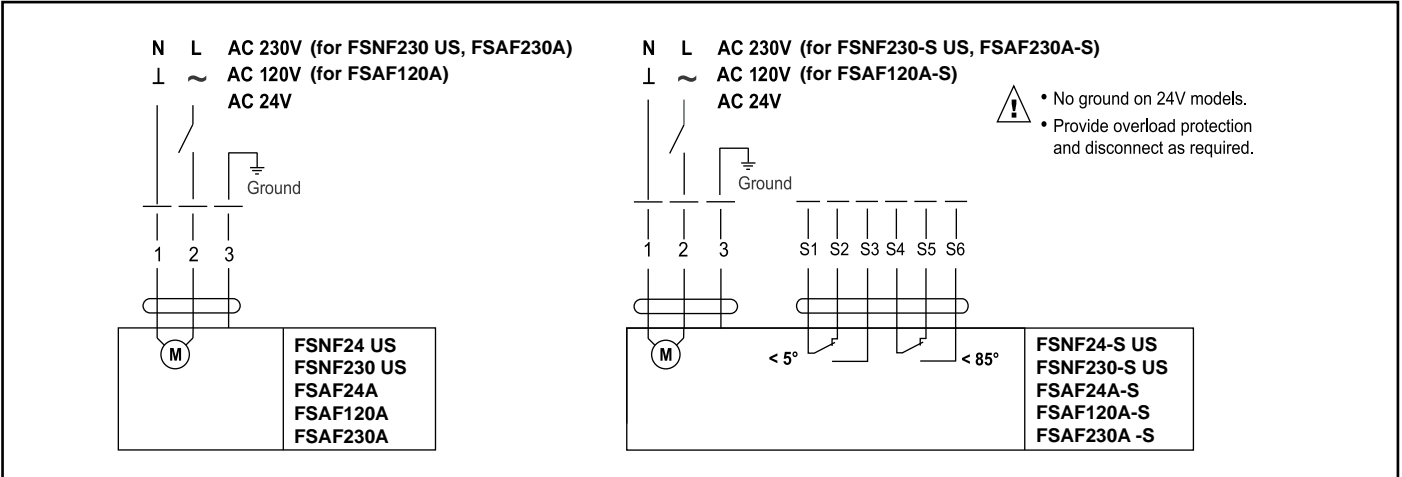 N L AC 230V (for FSNF230 US, FSAF230A)
⊥ ~ AC 120V (for FSAF120A)
AC 24V
Ground
1 2 3
M
FSNF24 US
FSNF230 US
FSAF24A
FSAF120A
FSAF230A
N L AC 230V (for FSNF230-S US, FSAF230A-S)
⊥ ~ AC 120V (for FSAF120A-S)
AC 24V
! • No ground on 24V models.
• Provide overload protection
and disconnect as required.
Ground
1 2 3 S1 S2 S3 S4 S5 S6
M < 5° < 85°
FSNF24-S US
FSNF230-S US
FSAF24A-S
FSAF120A-S
FSAF230A -S